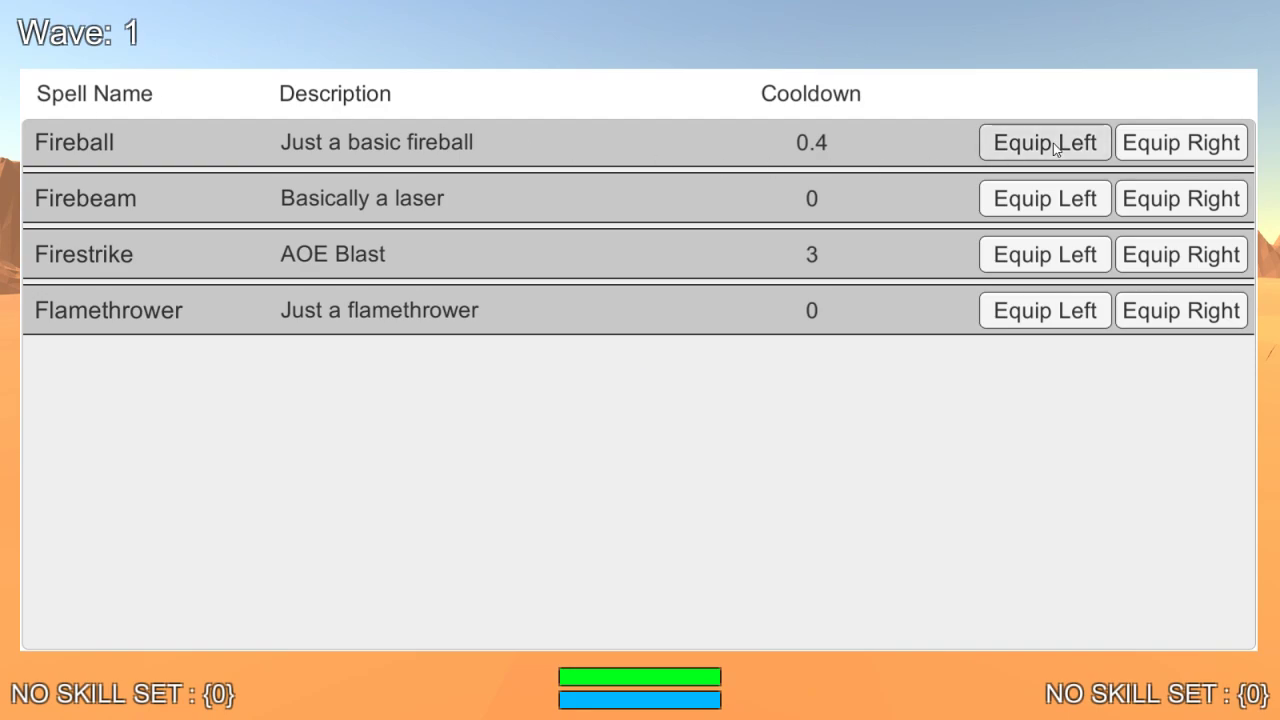 Wave: 1
Spell Name Description Cooldown
Fireball Just a basic fireball 0.4 Equip Left Equip Right
Firebeam Basically a laser 0 Equip Left Equip Right
Firestrike AOE Blast 3 Equip Left Equip Right
Flamethrower Just a flamethrower 0 Equip Left Equip Right
NO SKILL SET : {0} NO SKILL SET : {0}